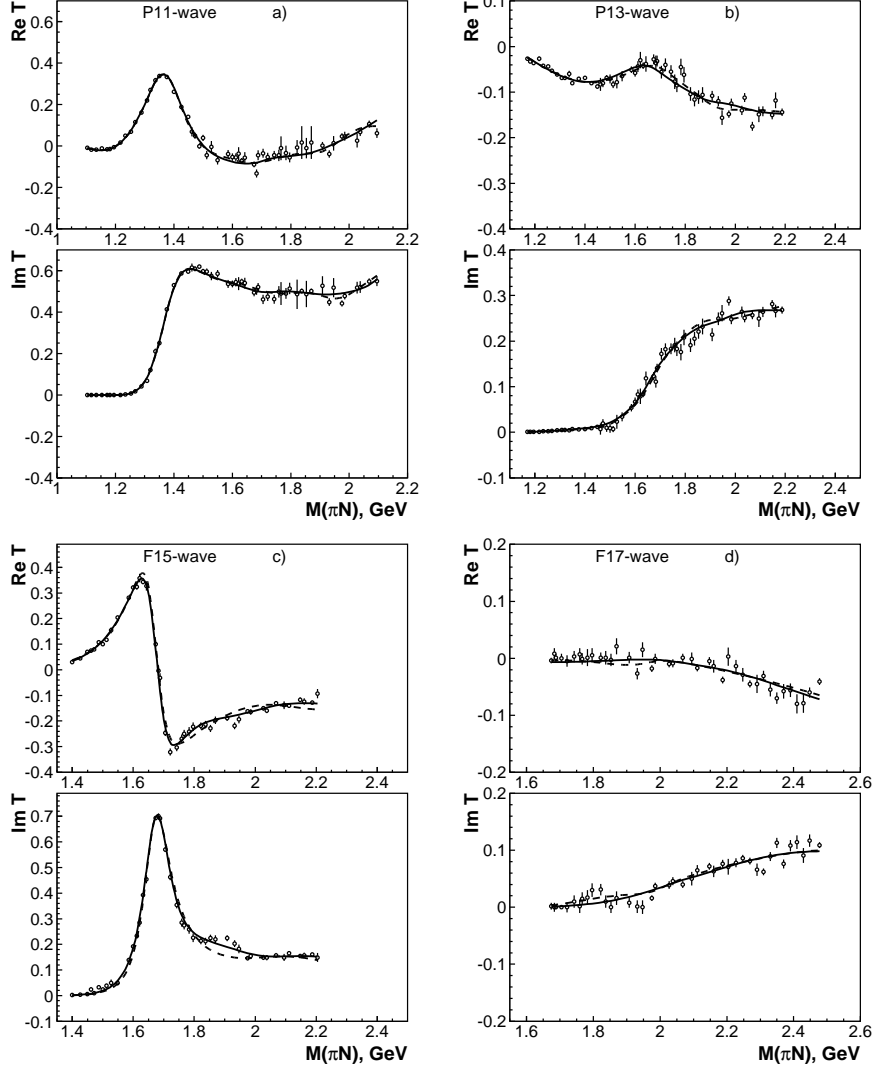 Re T
P11-wave a)
0.6
0.4
0.2
0
-0.2
-0.4
1 1.2 1.4 1.6 1.8 2 2.2
Im T
0.6
0.4
0.2
0
-0.2
-0.4
1 1.2 1.4 1.6 1.8 2 2.2
M(πN), GeV
Re T
P13-wave b)
0
-0.1
-0.2
-0.3
-0.4
1.2 1.4 1.6 1.8 2 2.2 2.4
Im T
0.4
0.3
0.2
0.1
0
-0.1
1.2 1.4 1.6 1.8 2 2.2 2.4
M(πN), GeV
Re T
F15-wave c)
0.4
0.3
0.2
0.1
0
-0.1
-0.2
-0.3
-0.4
1.4 1.6 1.8 2 2.2 2.4
Im T
0.7
0.6
0.5
0.4
0.3
0.2
0.1
0
-0.1
1.4 1.6 1.8 2 2.2 2.4
M(πN), GeV
Re T
F17-wave d)
0.2
0.1
0
-0.1
-0.2
1.6 1.8 2 2.2 2.4 2.6
Im T
0.2
0.1
0
-0.1
-0.2
1.6 1.8 2 2.2 2.4 2.6
M(πN), GeV